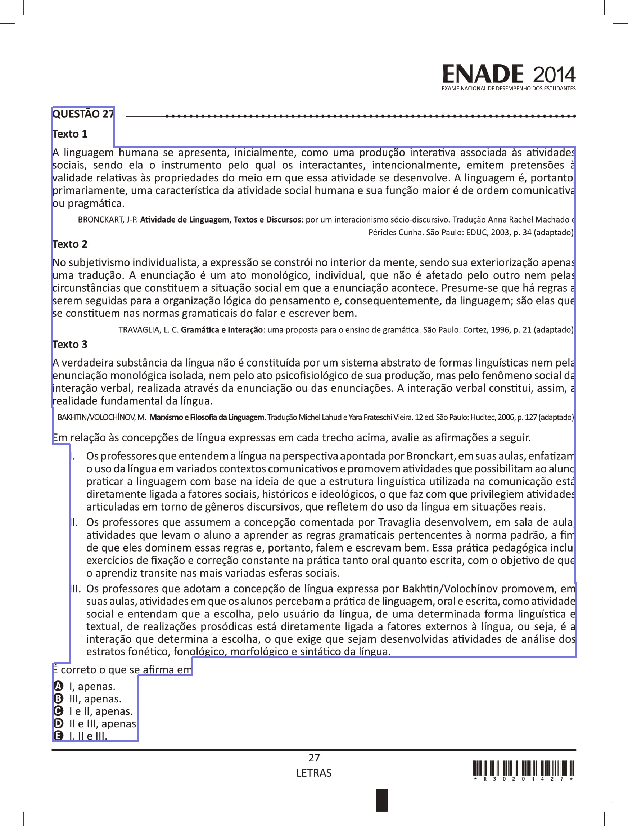 ENADE 2014
EXAME NACIONAL DE DESEMPENHO DOS ESTUDANTES
QUESTÃO 27
Texto 1
A linguagem humana se apresenta, inicialmente, como uma produção interativa associada às atividades
sociais, sendo ela o instrumento pelo qual os interactantes, intencionalmente, emitem pretensões à
validade relativas às propriedades do meio em que essa atividade se desenvolve. A linguagem é, portanto,
primariamente, uma característica da atividade social humana e sua função maior é de ordem comunicativa
ou pragmática.
BRONCKART, J-P. Atividade de Linguagem, Textos e Discursos: por um interacionismo sócio-discursivo. Tradução Anna Rachel Machado e
Péricles Cunha. São Paulo: EDUC, 2003, p. 34 (adaptado).
Texto 2
No subjetivismo individualista, a expressão se constrói no interior da mente, sendo sua exteriorização apenas
uma tradução. A enunciação é um ato monológico, individual, que não é afetado pelo outro nem pelas
circunstâncias que constituem a situação social em que a enunciação acontece. Presume-se que há regras a
serem seguidas para a organização lógica do pensamento e, consequentemente, da linguagem; são elas que
se constituem nas normas gramaticais do falar e escrever bem.
TRAVAGLIA, L. C. Gramática e Interação: uma proposta para o ensino de gramática. São Paulo: Cortez, 1996, p. 21 (adaptado).
Texto 3
A verdadeira substância da língua não é constituída por um sistema abstrato de formas linguísticas nem pela
enunciação monológica isolada, nem pelo ato psicofisiológico de sua produção, mas pelo fenômeno social da
interação verbal, realizada através da enunciação ou das enunciações. A interação verbal constitui, assim, a
realidade fundamental da língua.
BAKHTIN/VOLOCHÍNOV, M. Marxismo e Filosofia da Linguagem. Tradução Michel Lahud e Yara Frateschi Vieira. 12 ed. São Paulo: Hucitec, 2006, p. 127 (adaptado).
Em relação às concepções de língua expressas em cada trecho acima, avalie as afirmações a seguir.
I. Os professores que entendem a língua na perspectiva apontada por Bronckart, em suas aulas, enfatizam
o uso da língua em variados contextos comunicativos e promovem atividades que possibilitam ao aluno
praticar a linguagem com base na ideia de que a estrutura linguística utilizada na comunicação está
diretamente ligada a fatores sociais, históricos e ideológicos, o que faz com que privilegiem atividades
articuladas em torno de gêneros discursivos, que refletem do uso da língua em situações reais.
II. Os professores que assumem a concepção comentada por Travaglia desenvolvem, em sala de aula,
atividades que levam o aluno a aprender as regras gramaticais pertencentes à norma padrão, a fim
de que eles dominem essas regras e, portanto, falem e escrevam bem. Essa prática pedagógica inclui
exercícios de fixação e correção constante na prática tanto oral quanto escrita, com o objetivo de que
o aprendiz transite nas mais variadas esferas sociais.
III. Os professores que adotam a concepção de língua expressa por Bakhtin/Volochínov promovem, em
suas aulas, atividades em que os alunos percebam a prática de linguagem, oral e escrita, como atividade
social e entendam que a escolha, pelo usuário da língua, de uma determinada forma linguística e
textual, de realizações prosódicas está diretamente ligada a fatores externos à língua, ou seja, é a
interação que determina a escolha, o que exige que sejam desenvolvidas atividades de análise dos
estratos fonético, fonológico, morfológico e sintático da língua.
É correto o que se afirma em
A I, apenas.
B III, apenas.
C I e II, apenas.
D II e III, apenas.
E I, II e III.
27
LETRAS
*R3020142 7*